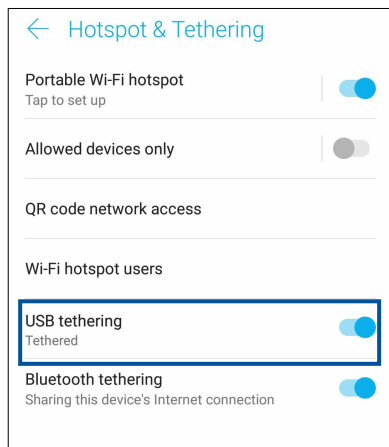 Hotspot & Tethering
Portable Wi-Fi hotspot
Tap to set up
Allowed devices only
QR code network access
Wi-Fi hotspot users
USB tethering
Tethered
Bluetooth tethering
Sharing this device's Internet connection